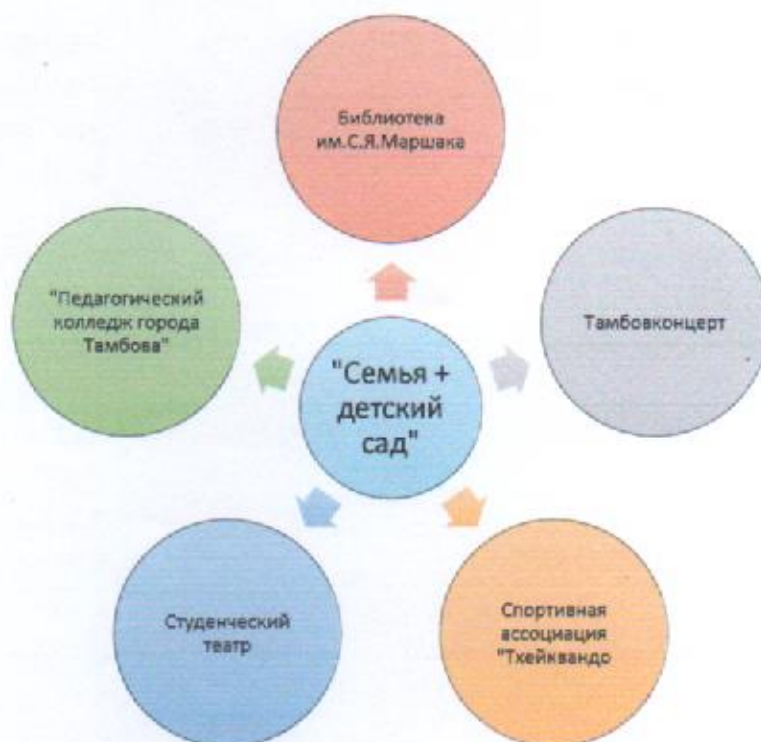 Библиотека
им.С.Я.Маршака
"Педагогический
колледж города
Тамбова"
Тамбовконцерт
"Семья +
детский
сад"
Студенческий
театр
Спортивная
ассоциация
"Тхейквандо